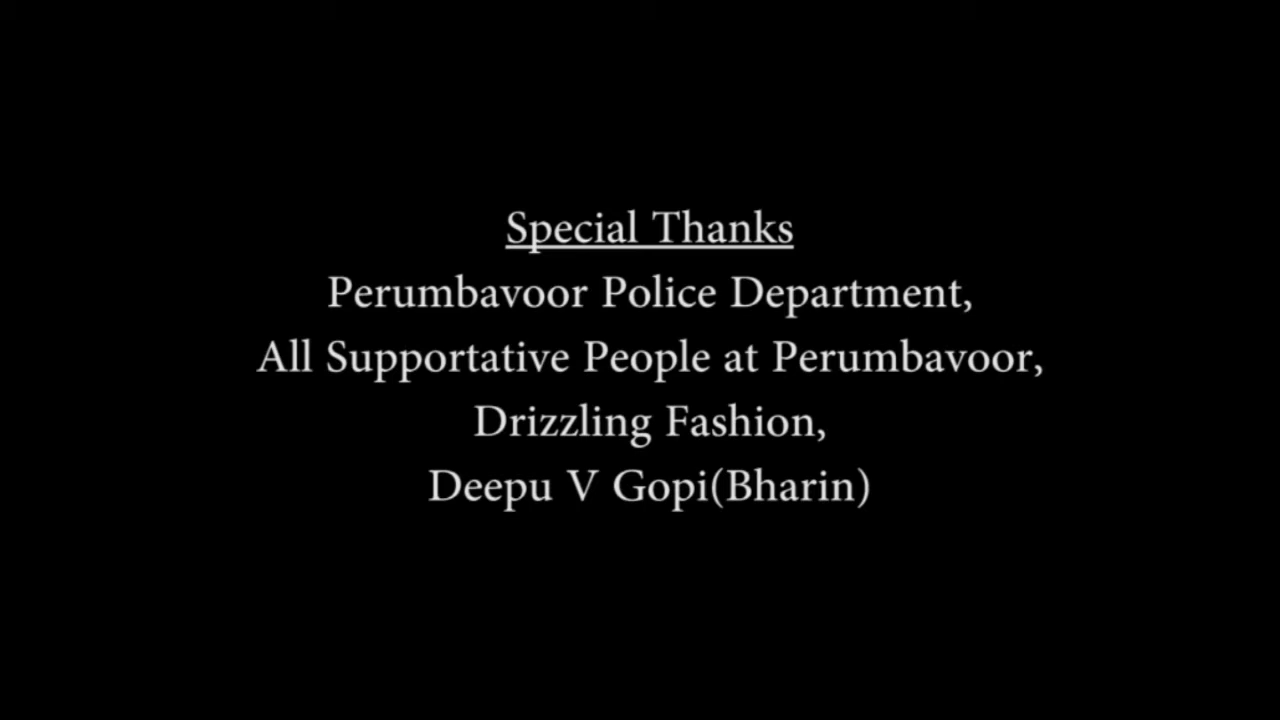 Special Thanks
Perumbavoor Police Department,
All Supportative People at Perumbavoor,
Drizzling Fashion,
Deepu V Gopi(Bharin)